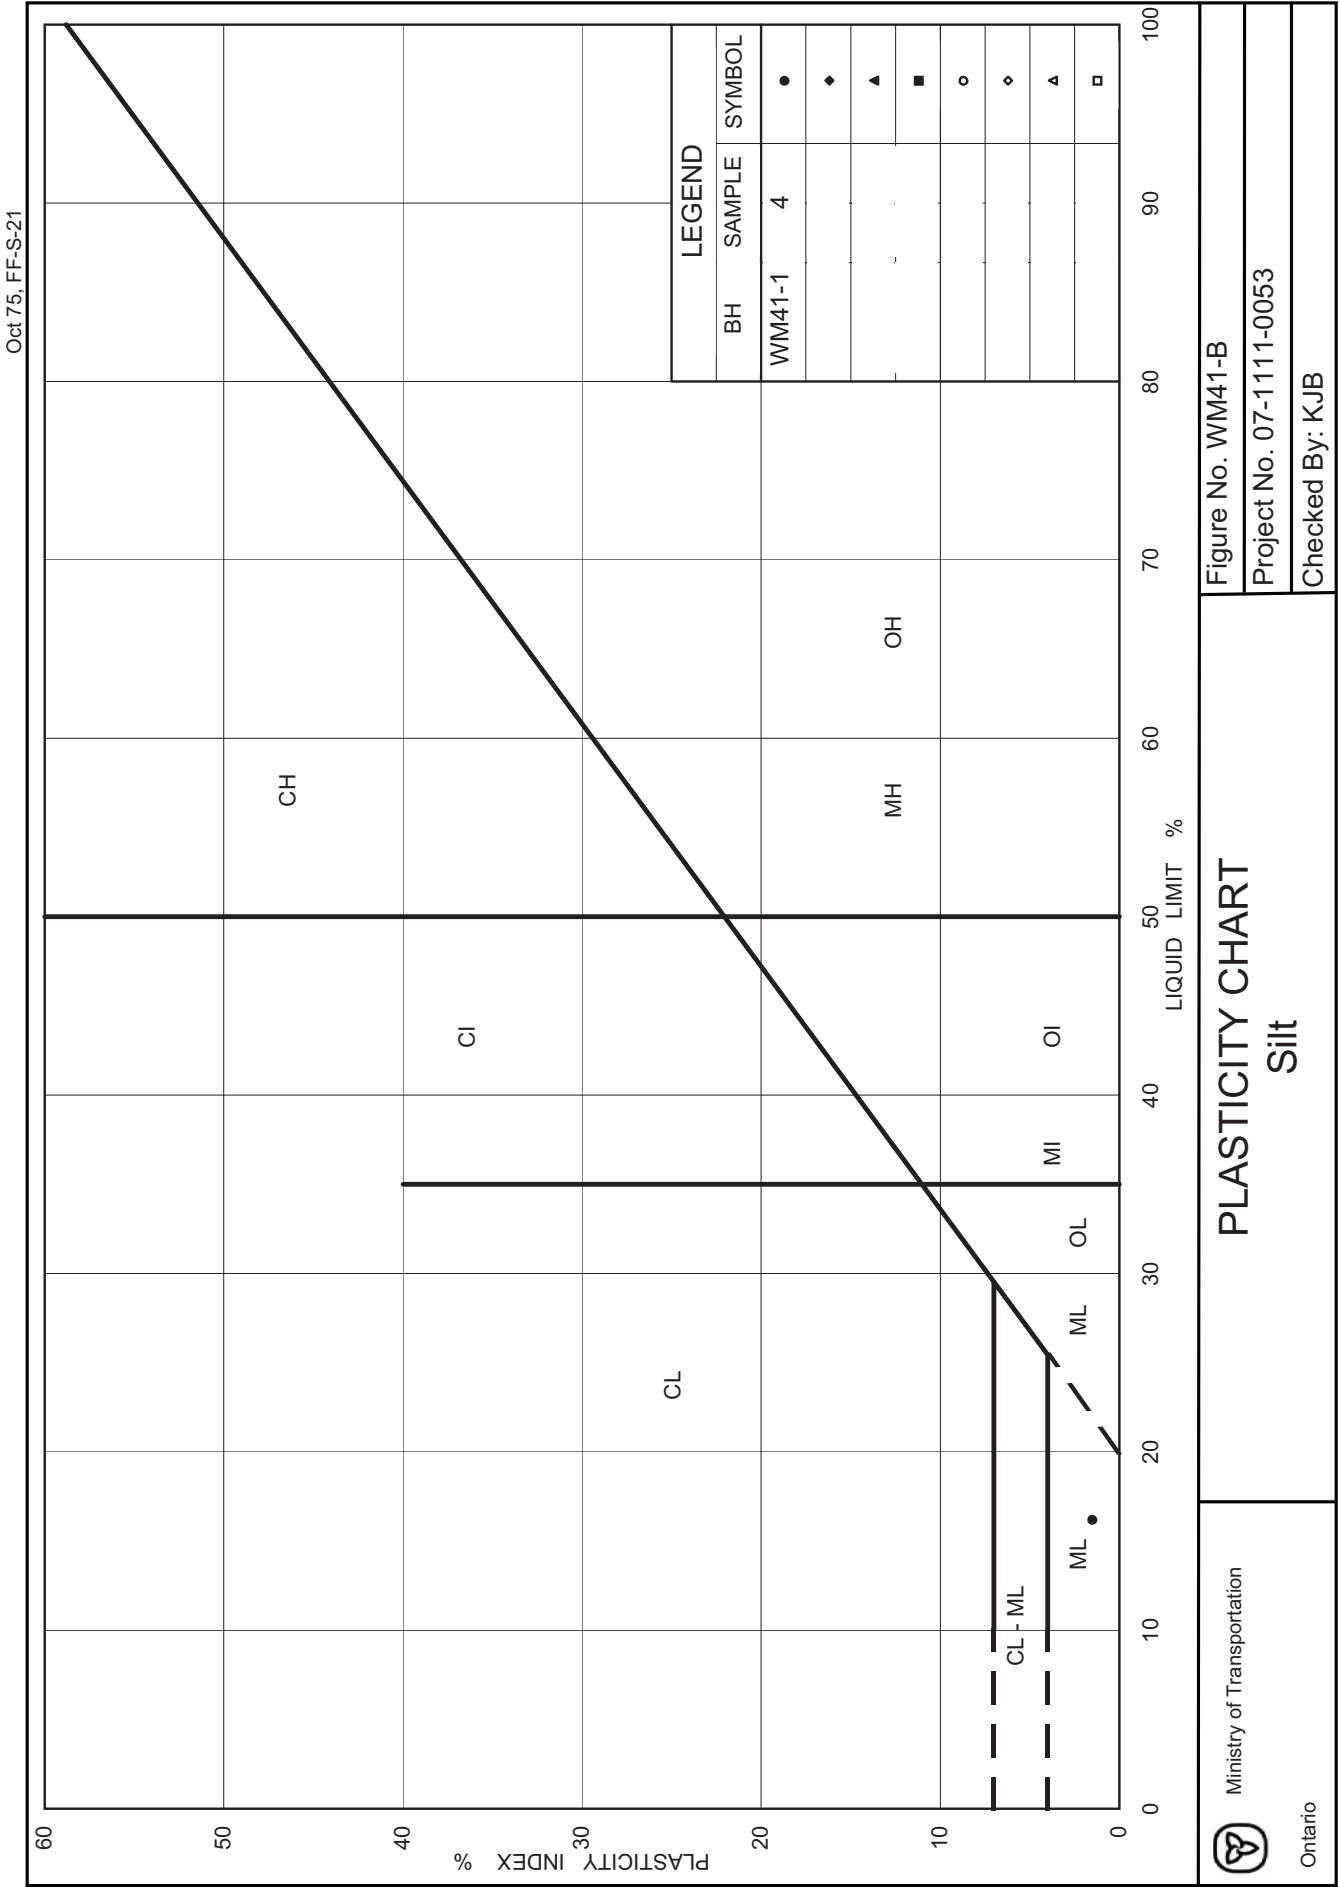 Oct 75, FF-S-21
PLASTICITY INDEX %
60
50
40
30
20
10
0
CH
CI
CL
CL - ML
ML
ML
OL
MI
OI
MH
OH
LEGEND
BH SAMPLE SYMBOL
WM41-1 4
0 10 20 30 40 50 60 70 80 90 100
LIQUID LIMIT %
Ministry of Transportation
Ontario
PLASTICITY CHART
Silt
Figure No. WM41-B
Project No. 07-1111-0053
Checked By: KJB